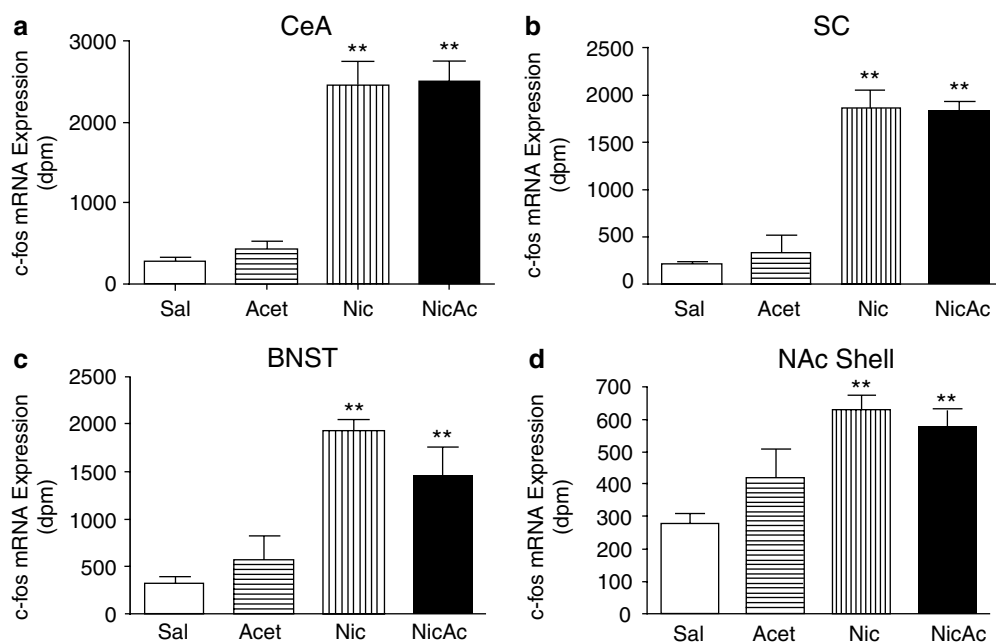 a
CeA
c-fos mRNA Expression
(dpm)
3000
2000
1000
0
**
**
Sal
Acet
Nic
NicAc
b
SC
c-fos mRNA Expression
(dpm)
2500
2000
1500
1000
500
0
**
**
Sal
Acet
Nic
NicAc
c
BNST
c-fos mRNA Expression
(dpm)
2500
2000
1500
1000
500
0
**
**
Sal
Acet
Nic
NicAc
d
NAc Shell
c-fos mRNA Expression
(dpm)
700
600
500
400
300
200
100
0
**
**
Sal
Acet
Nic
NicAc